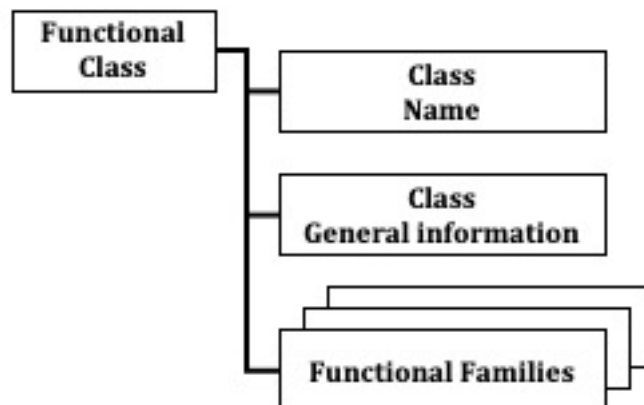 Functional
Class
Class
Name
Class
General information
Functional Families